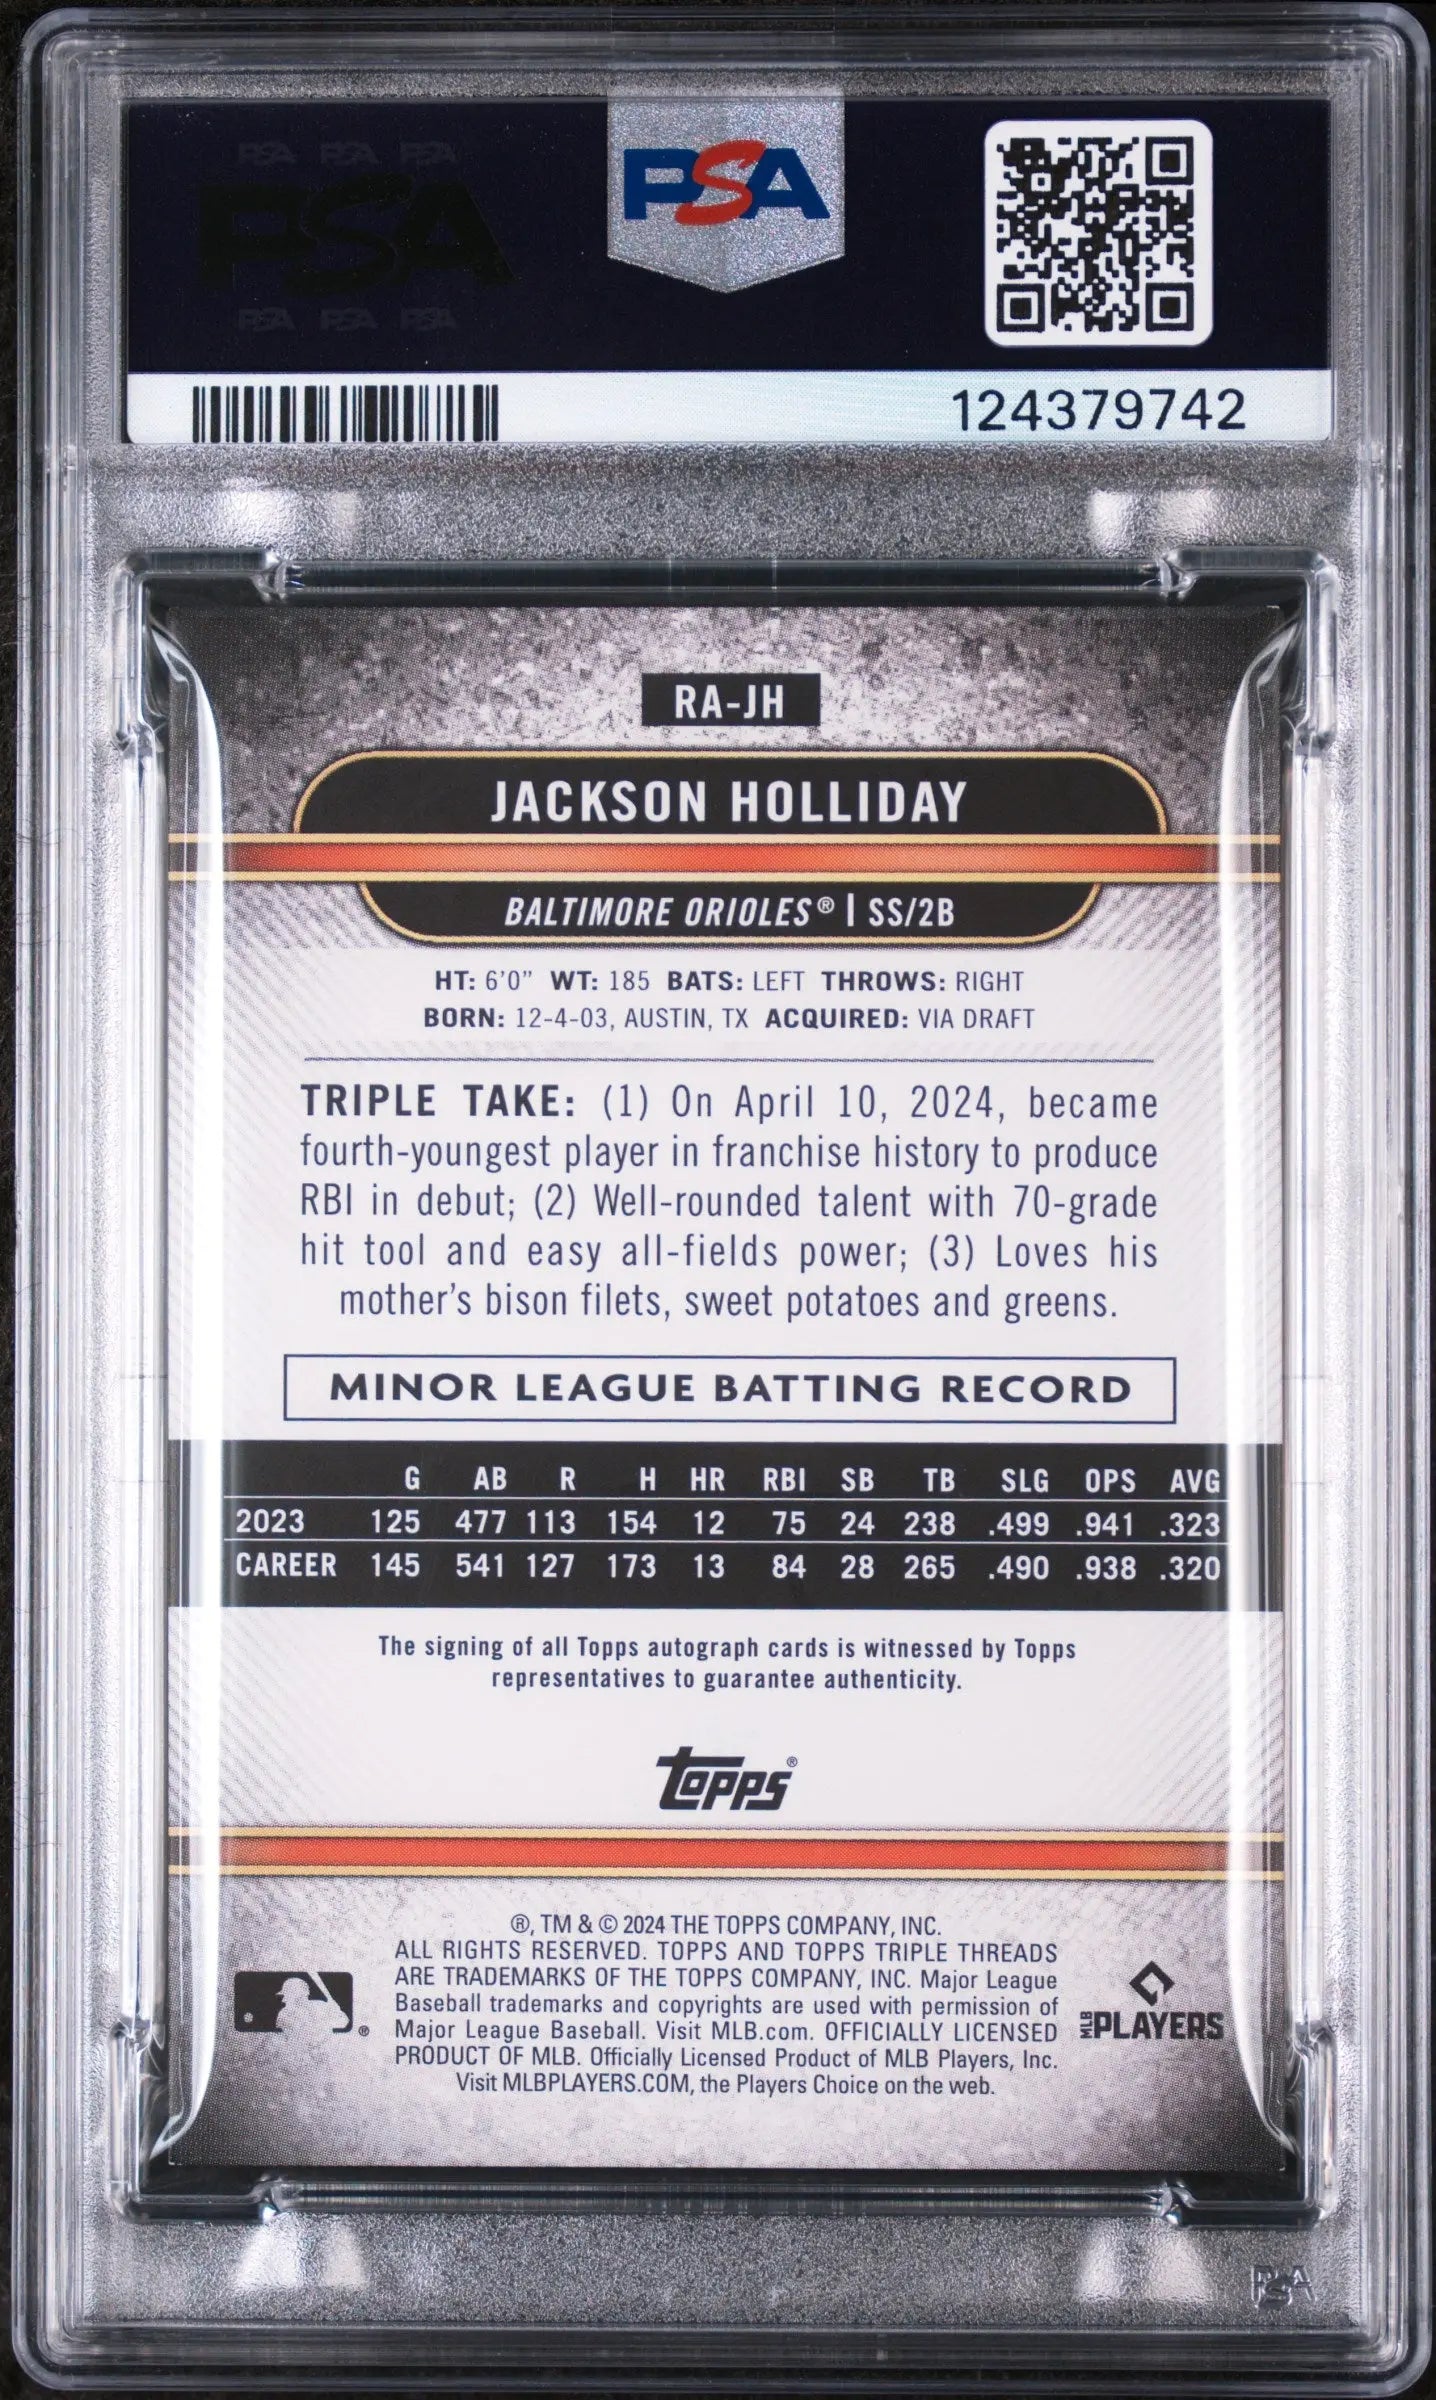 PSA PSA PSA
PSA
PSA PSA PSA
PSA
124379742
RA-JH
JACKSON HOLLIDAY
BALTIMORE ORIOLES® | SS/2B
HT: 6'0" WT: 185 BATS: LEFT THROWS: RIGHT
BORN: 12-4-03, AUSTIN, TX ACQUIRED: VIA DRAFT
TRIPLE TAKE: (1) On April 10, 2024, became
fourth-youngest player in franchise history to produce
RBI in debut; (2) Well-rounded talent with 70-grade
hit tool and easy all-fields power; (3) Loves his
mother's bison filets, sweet potatoes and greens.
MINOR LEAGUE BATTING RECORD
G AB R H HR RBI SB TB SLG OPS AVG
2023 125 477 113 154 12 75 24 238 .499 .941 .323
CAREER 145 541 127 173 13 84 28 265 .490 .938 .320
The signing of all Topps autograph cards is witnessed by Topps
representatives to guarantee authenticity.
Topps®
®, TM & © 2024 THE TOPPS COMPANY, INC.
ALL RIGHTS RESERVED. TOPPS AND TOPPS TRIPLE THREADS
ARE TRADEMARKS OF THE TOPPS COMPANY, INC. Major League
Baseball trademarks and copyrights are used with permission of
Major League Baseball. Visit MLB.com. OFFICIALLY LICENSED
PRODUCT OF MLB. Officially Licensed Product of MLB Players, Inc.
Visit MLBPLAYERS.COM, the Players Choice on the web.
®
MLB PLAYERS
PSA